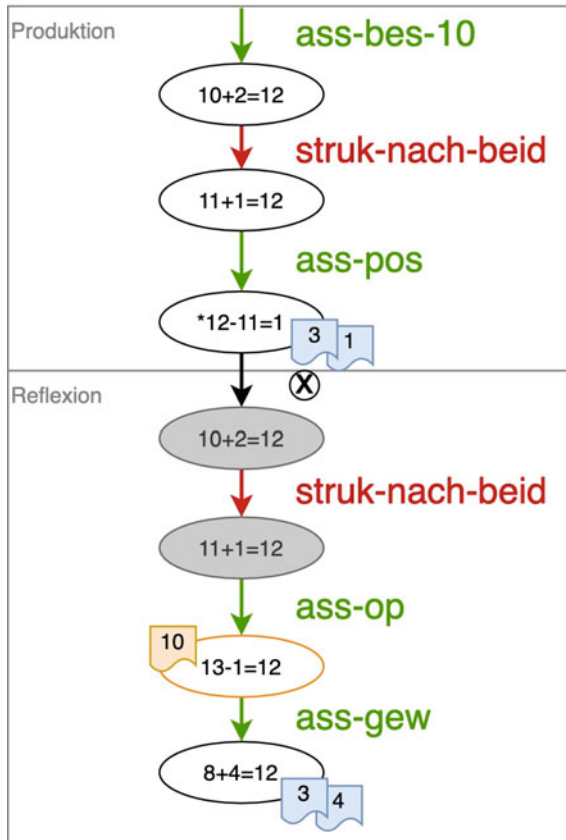 Produktion
ass-bes-10
10+2=12
struk-nach-beid
11+1=12
ass-pos
*12-11=1
3
1
X
Reflexion
10+2=12
struk-nach-beid
11+1=12
ass-op
10
13-1=12
ass-gew
8+4=12
3
4